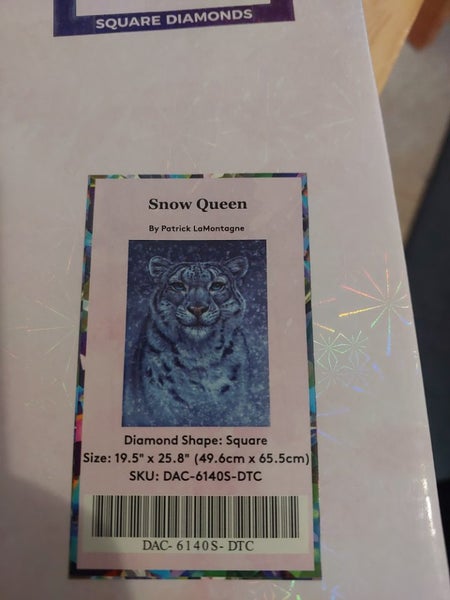 SQUARE DIAMONDS
Snow Queen
By Patrick LaMontagne
Diamond Shape: Square
Size: 19.5" x 25.8" (49.6cm x 65.5cm)
SKU: DAC-6140S-DTC
DAC- 6140S- DTC